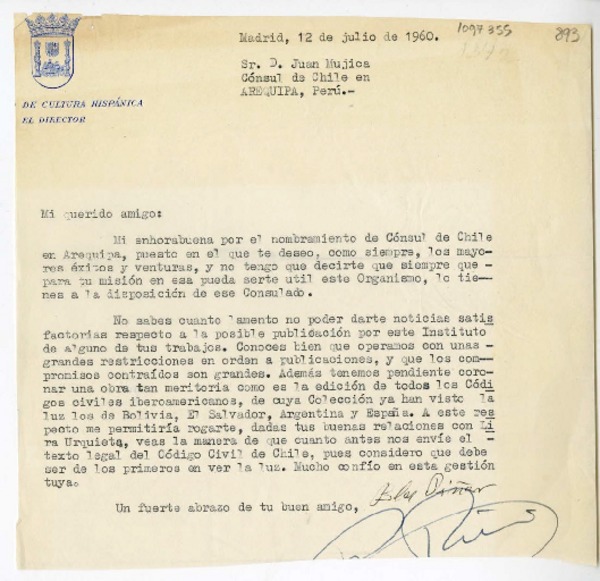 Madrid, 12 de julio de 1960.
1097355
893
Sr. D. Juan Mujica
Cónsul de Chile en
AREQUIPA, Perú.-
DE CULTURA HISPÁNICA
EL DIRECTOR
Mi querido amigo:
Mi enhorabuena por el nombramiento de Cónsul de Chile
en Arequipa, puesto en el que te deseo, como siempre, los mayo-
res éxitos y venturas, y no tengo que decirte que siempre que -
para tu misión en esa pueda serte util este Organismo, lo tie--
nes a la disposición de ese Consulado.
No sabes cuanto lamento no poder darte noticias satis
factorias respecto a la posible publicación por este Instituto
de alguno de tus trabajos. Conoces bien que operamos con unas-
grandes restricciones en orden a publicaciones, y que los com--
promisos contraídos son grandes. Además tenemos pendiente coro-
nar una obra tan meritoria como es la edición de todos los Códi
gos civiles iberoamericanos, de cuya Colección ya han visto la
luz los de Bolivia, El Salvador, Argentina y España. A este res
pecto me permitiría rogarte, dadas tus buenas relaciones con Li
ra Urquieta, veas la manera de que cuanto antes nos envíe el -
texto legal del Código Civil de Chile, pues considero que debe
ser de los primeros en ver la luz. Mucho confío en esta gestión
tuya.
Blas Piñar
Un fuerte abrazo de tu buen amigo,